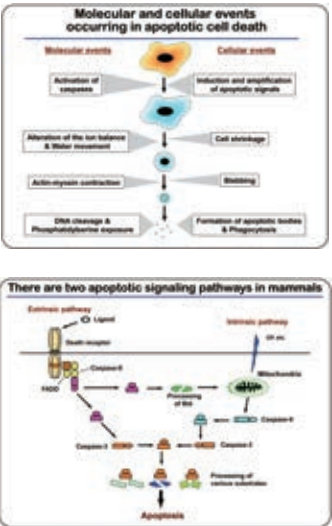 Molecular and cellular events
occurring in apoptotic cell death
Molecular events
Cellular events
Activation of
caspases
Induction and amplification
of apoptotic signals
Alteration of the ion balance
& Water movement
Cell shrinkage
Actin-myosin contraction
Blebbing
DNA cleavage &
Phosphatidylserine exposure
Formation of apoptotic bodies
& Phagocytosis
There are two apoptotic signaling pathways in mammals
Extrinsic pathway
Ligand
Intrinsic pathway
Death receptor
UV etc.
Caspase-8
Mitochondria
FADD
Processing
of Bid
Caspase-9
Caspase-3
Caspase-3
Processing of
various substrates
Apoptosis